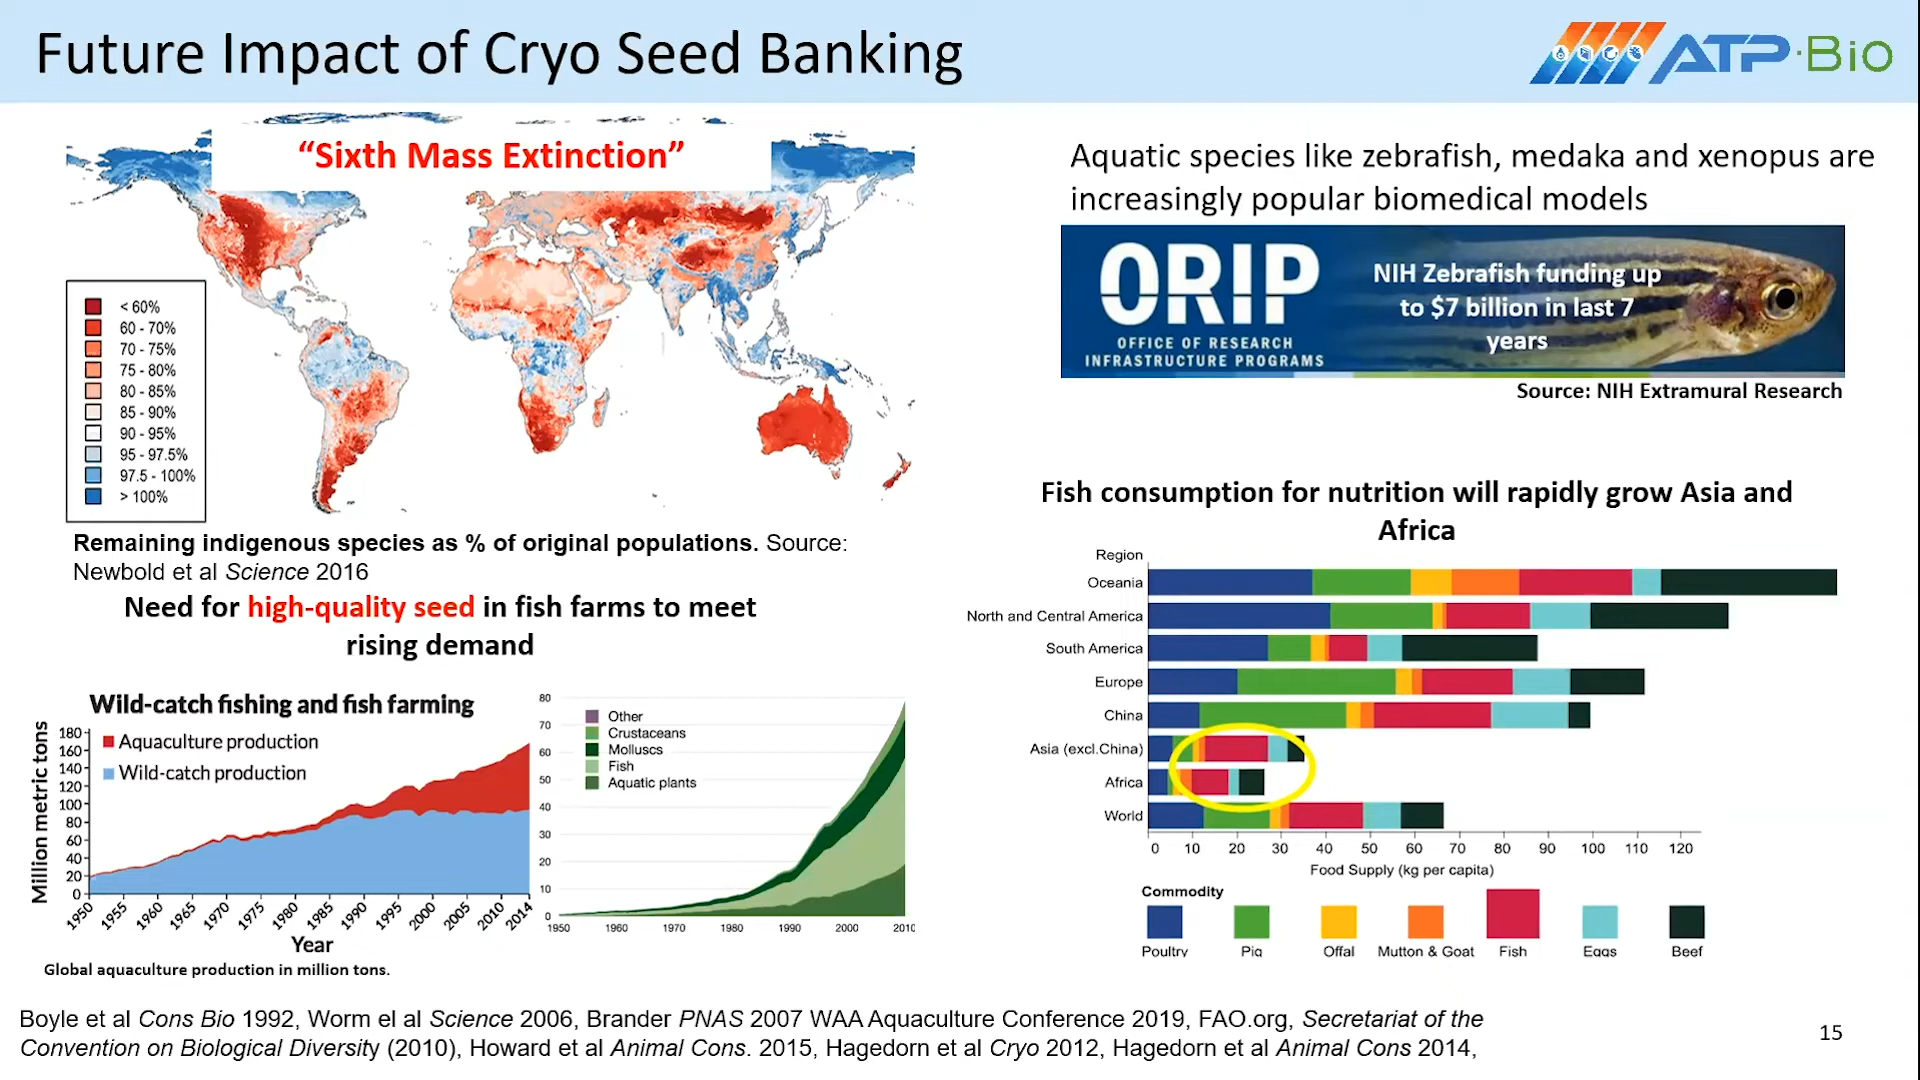 Future Impact of Cryo Seed Banking
ATP·Bio
“Sixth Mass Extinction”
< 60%
60 - 70%
70 - 75%
75 - 80%
80 - 85%
85 - 90%
90 - 95%
95 - 97.5%
97.5 - 100%
> 100%
Remaining indigenous species as % of original populations. Source:
Newbold et al Science 2016
Need for high-quality seed in fish farms to meet
rising demand
Wild-catch fishing and fish farming
Million metric tons
180
160
140
120
100
80
60
40
20
0
Aquaculture production
Wild-catch production
1950 1955 1960 1965 1970 1975 1980 1985 1990 1995 2000 2005 2010 2014
Year
80
70
60
50
40
30
20
10
0
Other
Crustaceans
Molluscs
Fish
Aquatic plants
1950 1960 1970 1980 1990 2000 2010
Global aquaculture production in million tons.
Aquatic species like zebrafish, medaka and xenopus are
increasingly popular biomedical models
ORIP
OFFICE OF RESEARCH
INFRASTRUCTURE PROGRAMS
NIH Zebrafish funding up
to $7 billion in last 7
years
Source: NIH Extramural Research
Fish consumption for nutrition will rapidly grow Asia and
Africa
Region
Oceania
North and Central America
South America
Europe
China
Asia (excl.China)
Africa
World
0 10 20 30 40 50 60 70 80 90 100 110 120
Food Supply (kg per capita)
Commodity
Poultry Pig Offal Mutton & Goat Fish Eggs Beef
Boyle et al Cons Bio 1992, Worm el al Science 2006, Brander PNAS 2007 WAA Aquaculture Conference 2019, FAO.org, Secretariat of the
Convention on Biological Diversity (2010), Howard et al Animal Cons. 2015, Hagedorn et al Cryo 2012, Hagedorn et al Animal Cons 2014,
15